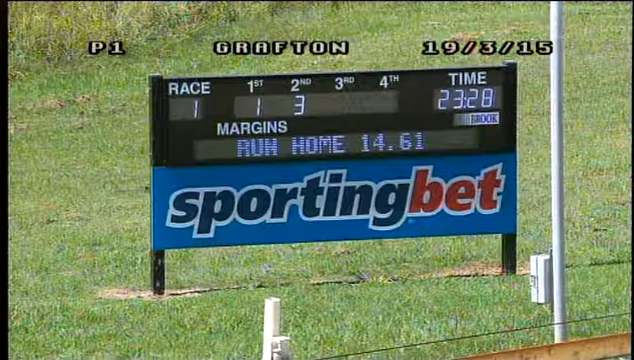 P1 GRAFTON 19/3/15
RACE 1ST 2ND 3RD 4TH TIME
1 1 3 23:28
BROOK
MARGINS
RUN HOME 14.61
sportingbet